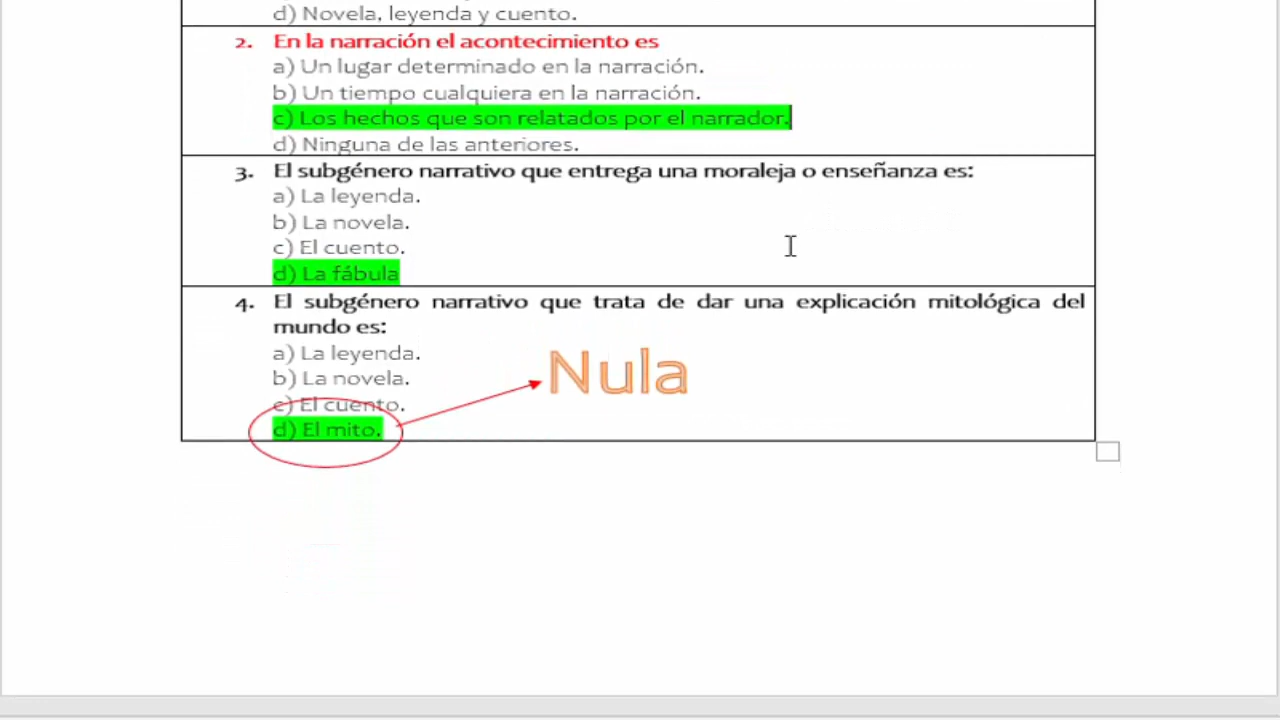 d) Novela, leyenda y cuento.
2. En la narración el acontecimiento es
a) Un lugar determinado en la narración.
b) Un tiempo cualquiera en la narración.
c) Los hechos que son relatados por el narrador.
d) Ninguna de las anteriores.
3. El subgénero narrativo que entrega una moraleja o enseñanza es:
a) La leyenda.
b) La novela.
c) El cuento.
d) La fábula
4. El subgénero narrativo que trata de dar una explicación mitológica del
mundo es:
a) La leyenda.
b) La novela.
c) El cuento.
d) El mito.
Nula